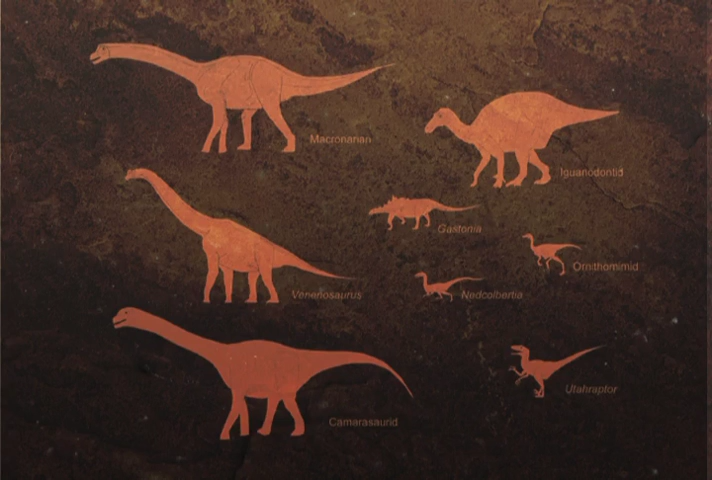 Macronarian
Iguanodontid
Gastonia
Ornithomimid
Venenosaurus
Nedcolbertia
Utahraptor
Camarasaurid